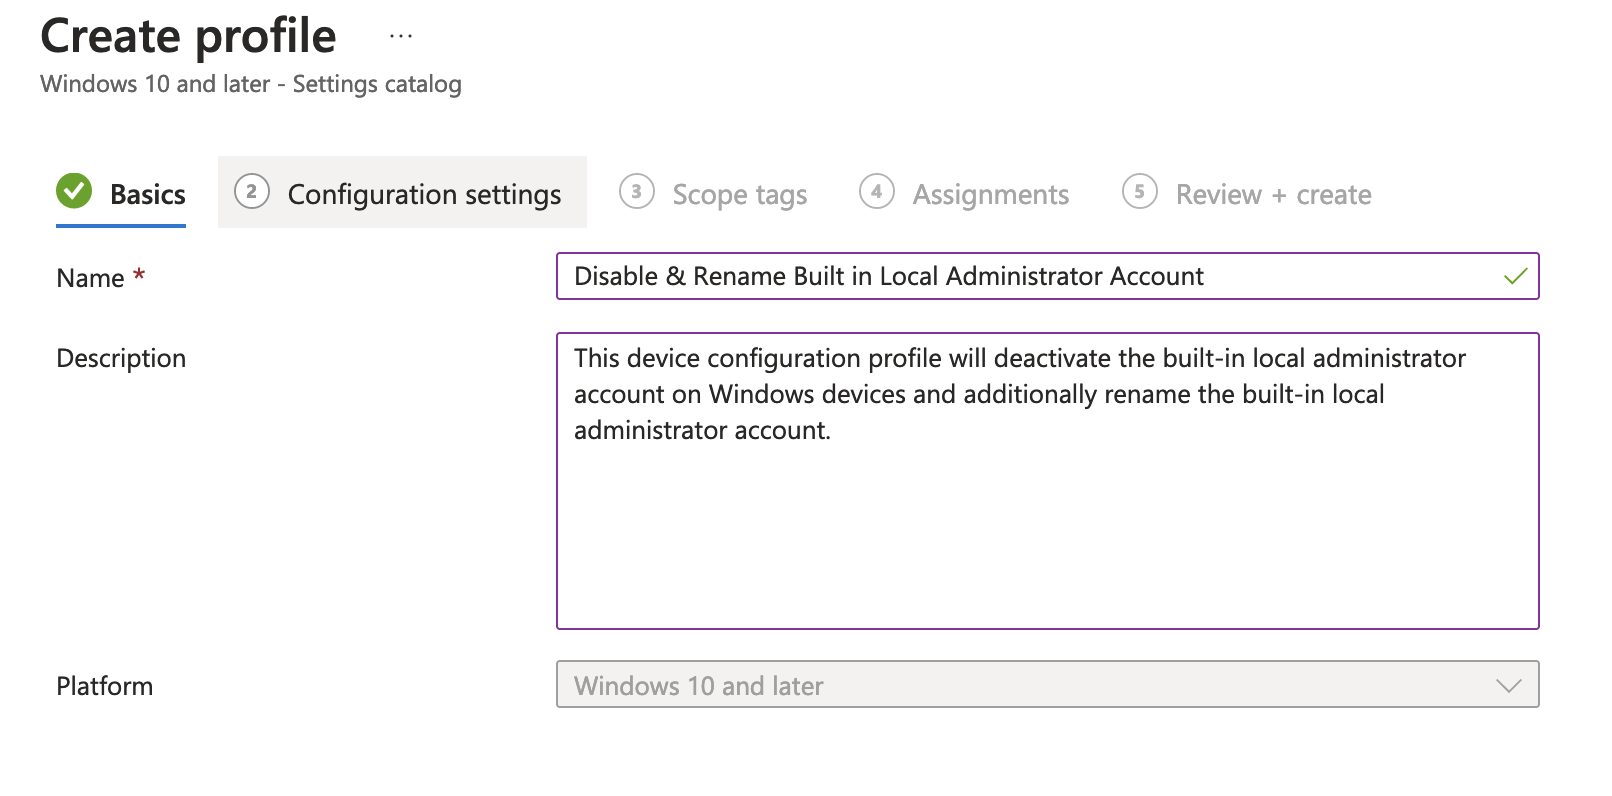 Create profile ...
Windows 10 and later - Settings catalog
Basics 2 Configuration settings 3 Scope tags 4 Assignments 5 Review + create
Name * Disable & Rename Built in Local Administrator Account
Description This device configuration profile will deactivate the built-in local administrator
account on Windows devices and additionally rename the built-in local
administrator account.
Platform Windows 10 and later